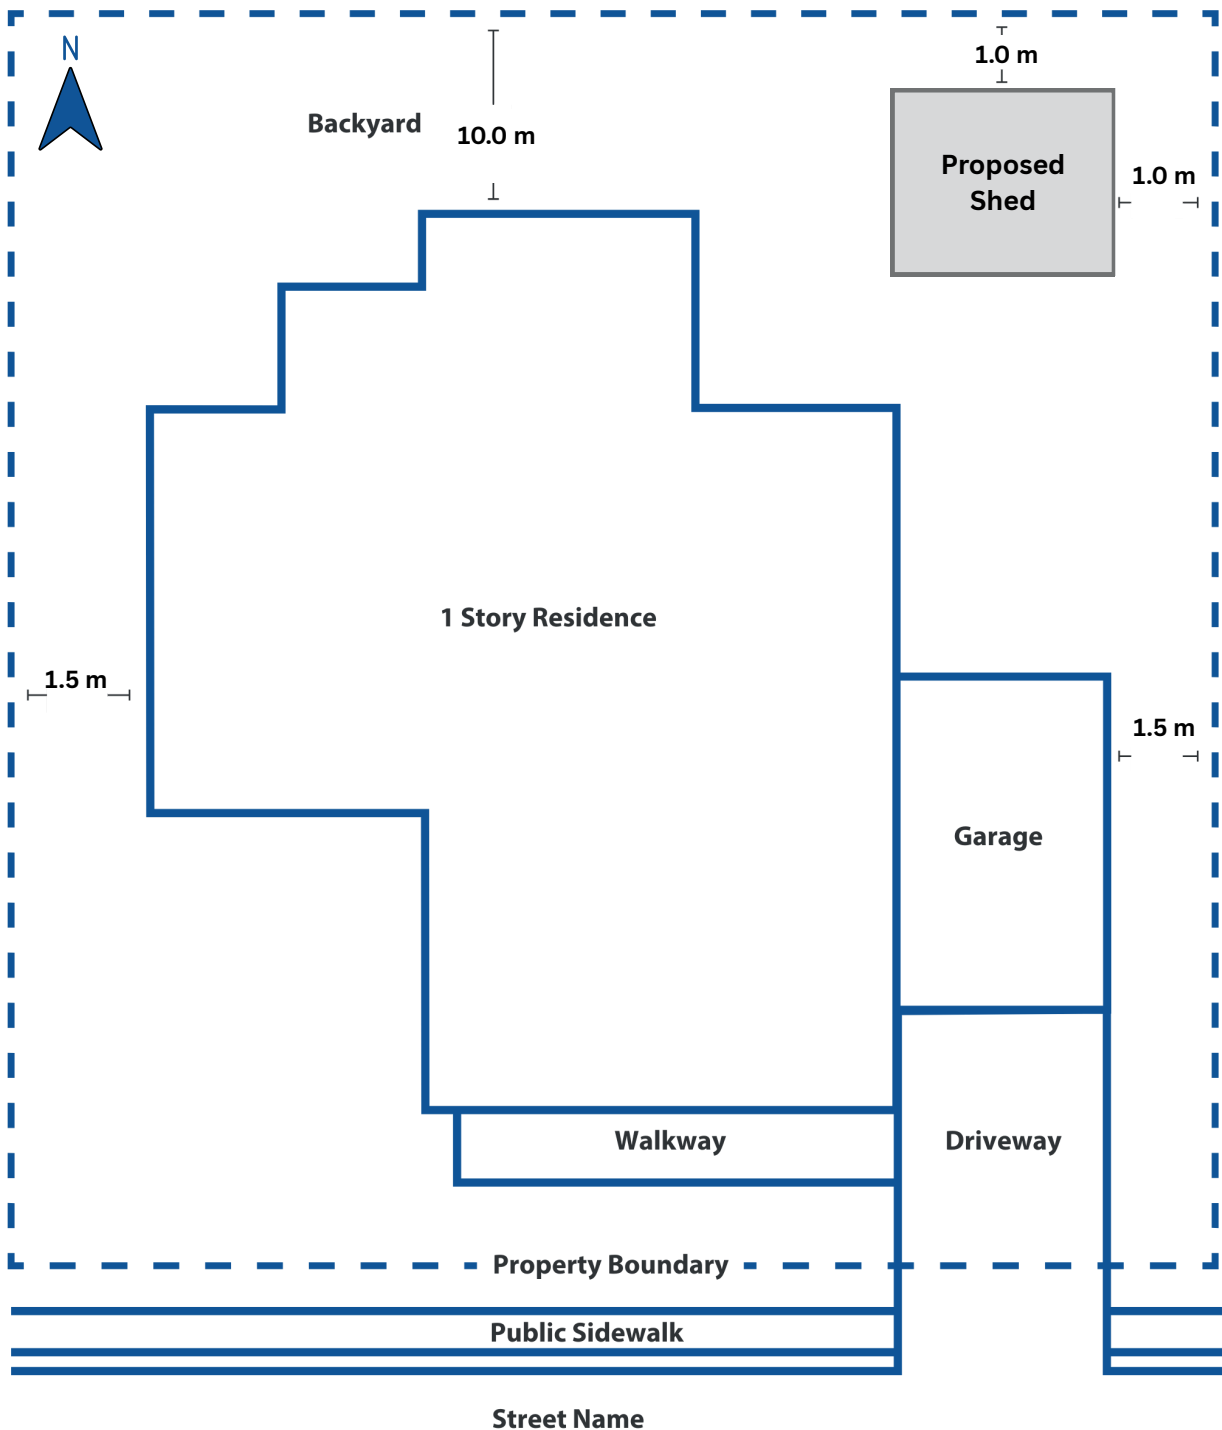 N
1.0 m
Backyard
10.0 m
Proposed
Shed
1.0 m
1 Story Residence
1.5 m
1.5 m
Garage
Walkway
Driveway
Property Boundary
Public Sidewalk
Street Name